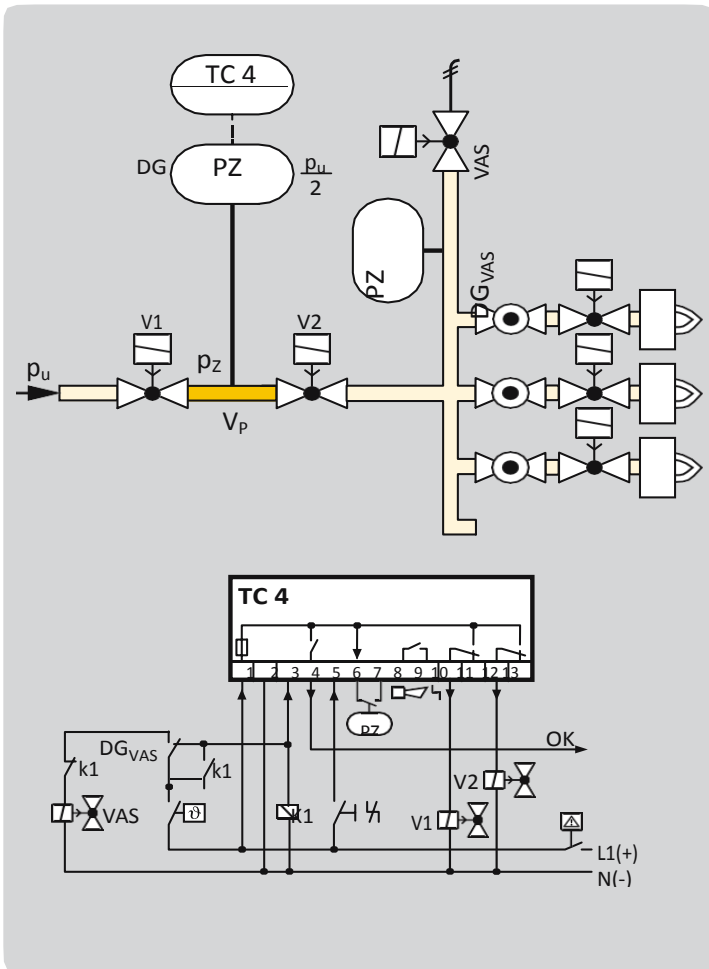 TC 4
DG
PZ
pu
2
VAS
PZ
DGVAS
V1
V2
pu
pZ
VP
TC 4
1 2 3 4 5 6 7 8 9 10 11 12 13
PZ
OK
DGVAS
k1
k1
V2
VAS
ϑ
K1
V1
L1(+)
N(-)